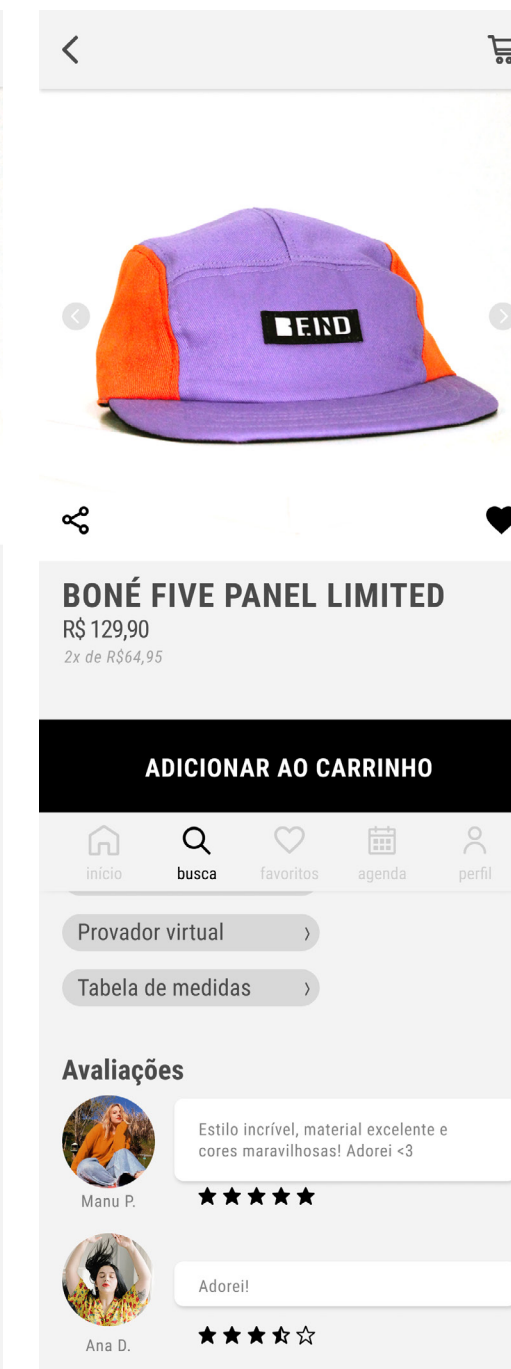 BEND
BONÉ FIVE PANEL LIMITED
R$ 129,90
2x de R$64,95
ADICIONAR AO CARRINHO
início busca favoritos agenda perfil
Provador virtual
Tabela de medidas
Avaliações
Estilo incrível, material excelente e
cores maravilhosas! Adorei <3
Manu P.
Adorei!
Ana D.